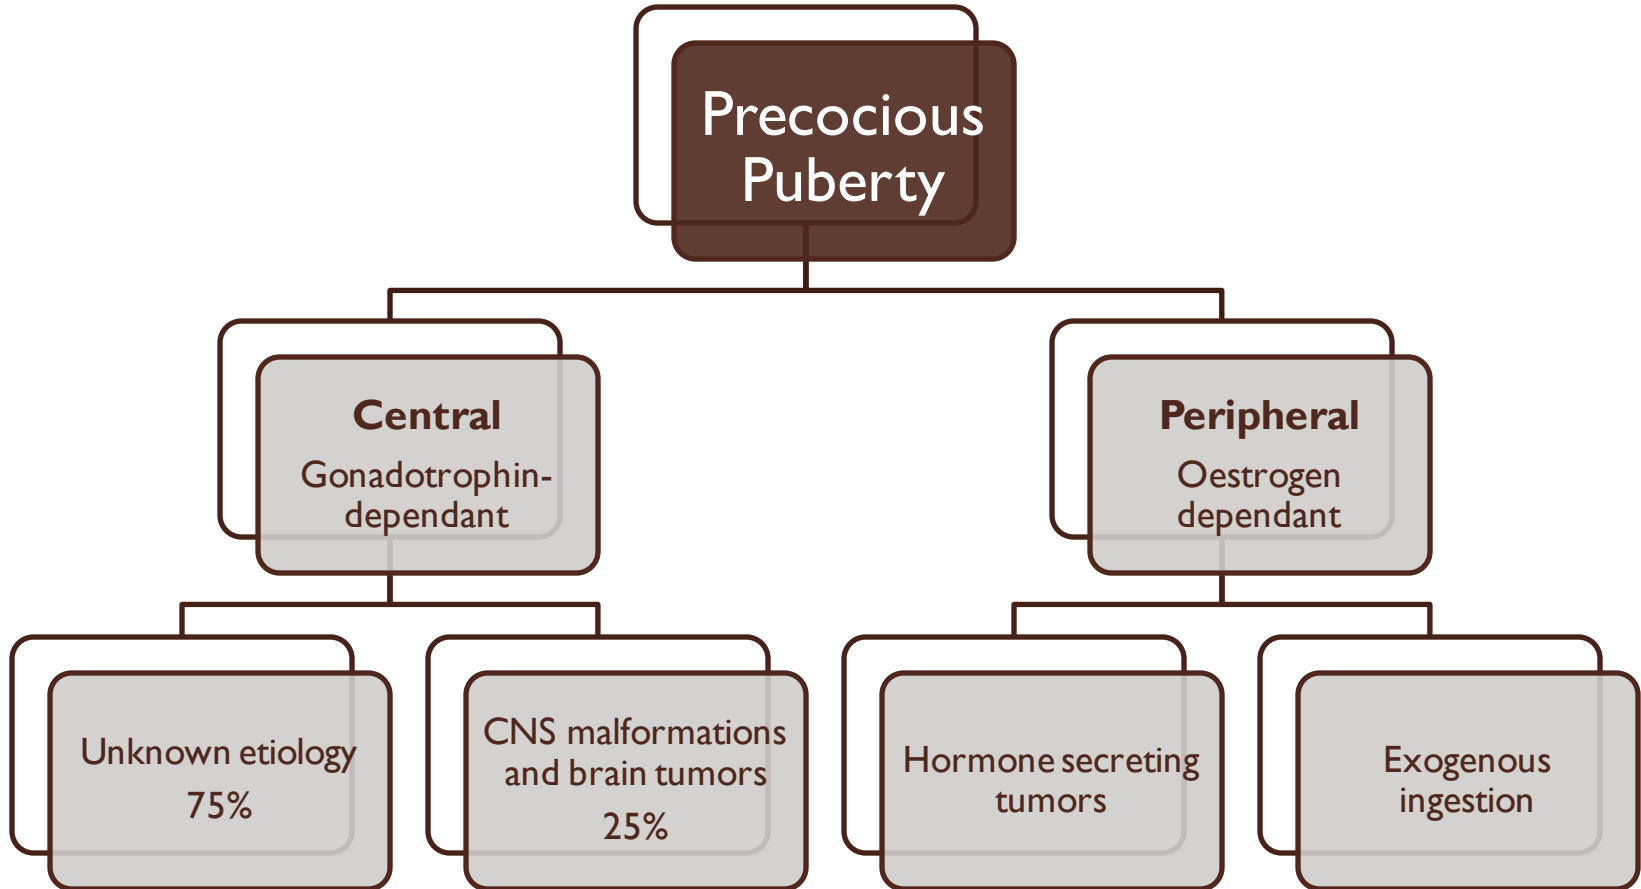 Precocious
Puberty
Central
Gonadotrophin-
dependant
Peripheral
Oestrogen
dependant
Unknown etiology
75%
CNS malformations
and brain tumors
25%
Hormone secreting
tumors
Exogenous
ingestion